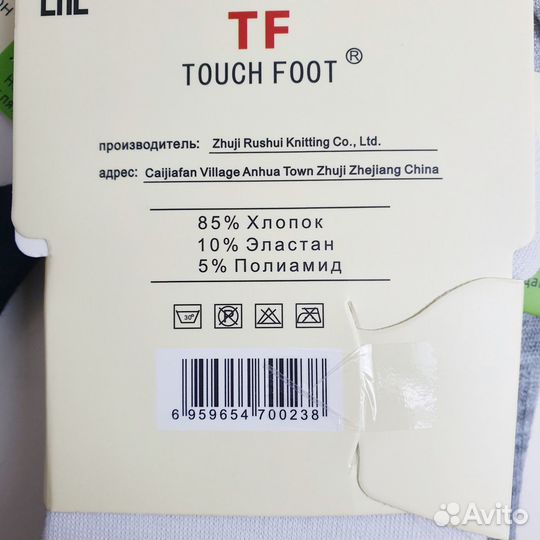 EAC
TF
TOUCH FOOT ®
производитель: Zhuji Rushui Knitting Co., Ltd.
адрес: Caijiafan Village Anhua Town Zhuji Zhejiang China
85% Хлопок
10% Эластан
5% Полиамид
30°
6 959654 700238
Avito